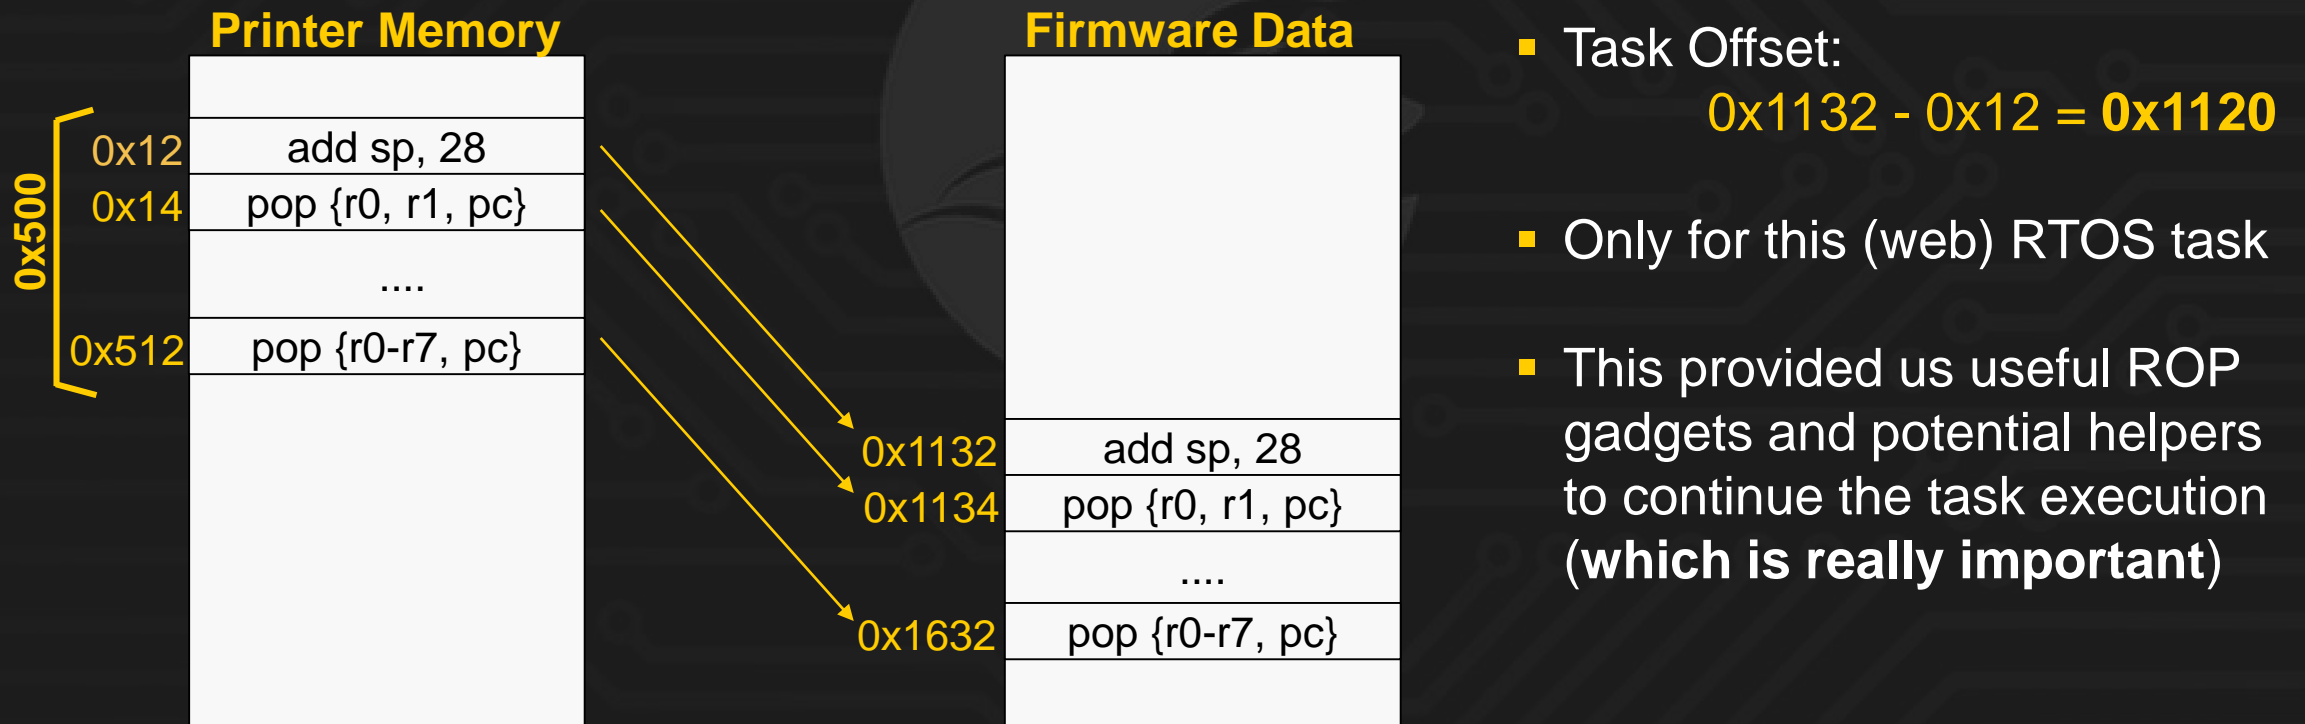 Printer Memory
0x500
0x12
add sp, 28
0x14
pop {r0, r1, pc}
....
0x512
pop {r0-r7, pc}
Firmware Data
0x1132
add sp, 28
0x1134
pop {r0, r1, pc}
....
0x1632
pop {r0-r7, pc}
▪ Task Offset:
0x1132 - 0x12 = 0x1120
▪ Only for this (web) RTOS task
▪ This provided us useful ROP
gadgets and potential helpers
to continue the task execution
(which is really important)